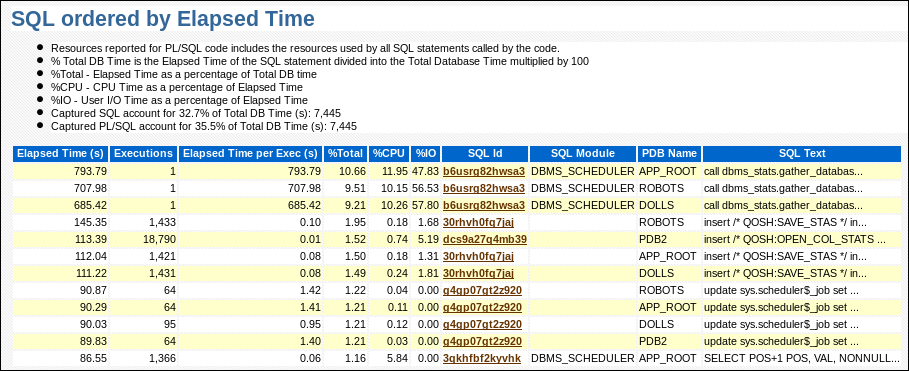 SQL ordered by Elapsed Time
Resources reported for PL/SQL code includes the resources used by all SQL statements called by the code.
% Total DB Time is the Elapsed Time of the SQL statement divided into the Total Database Time multiplied by 100
%Total - Elapsed Time as a percentage of Total DB time
%CPU - CPU Time as a percentage of Elapsed Time
%IO - User I/O Time as a percentage of Elapsed Time
Captured SQL account for 32.7% of Total DB Time (s): 7,445
Captured PL/SQL account for 35.5% of Total DB Time (s): 7,445
Elapsed Time (s) Executions Elapsed Time per Exec (s) %Total %CPU %IO SQL Id SQL Module PDB Name SQL Text
793.79 1 793.79 10.66 11.95 47.83 b6usrg82hwsa3 DBMS_SCHEDULER APP_ROOT call dbms_stats.gather_databas...
707.98 1 707.98 9.51 10.15 56.53 b6usrg82hwsa3 DBMS_SCHEDULER ROBOTS call dbms_stats.gather_databas...
685.42 1 685.42 9.21 10.26 57.80 b6usrg82hwsa3 DBMS_SCHEDULER DOLLS call dbms_stats.gather_databas...
145.35 1,433 0.10 1.95 0.18 1.68 30rhvh0fg7jaj ROBOTS insert /* QOSH:SAVE_STAS */ in...
113.39 18,790 0.01 1.52 0.74 5.19 dcs9a27q4mb39 PDB2 insert /* QOSH:OPEN_COL_STATS ...
112.04 1,421 0.08 1.50 0.18 1.31 30rhvh0fg7jaj APP_ROOT insert /* QOSH:SAVE_STAS */ in...
111.22 1,431 0.08 1.49 0.24 1.81 30rhvh0fg7jaj DOLLS insert /* QOSH:SAVE_STAS */ in...
90.87 64 1.42 1.22 0.04 0.00 g4gp07gt2z920 ROBOTS update sys.scheduler$_job set ...
90.29 64 1.41 1.21 0.11 0.00 g4gp07gt2z920 APP_ROOT update sys.scheduler$_job set ...
90.03 95 0.95 1.21 0.12 0.00 g4gp07gt2z920 DOLLS update sys.scheduler$_job set ...
89.83 64 1.40 1.21 0.03 0.00 g4gp07gt2z920 PDB2 update sys.scheduler$_job set ...
86.55 1,366 0.06 1.16 5.84 0.00 3gkhfbf2kyvhk DBMS_SCHEDULER APP_ROOT SELECT POS+1 POS, VAL, NONNULL...